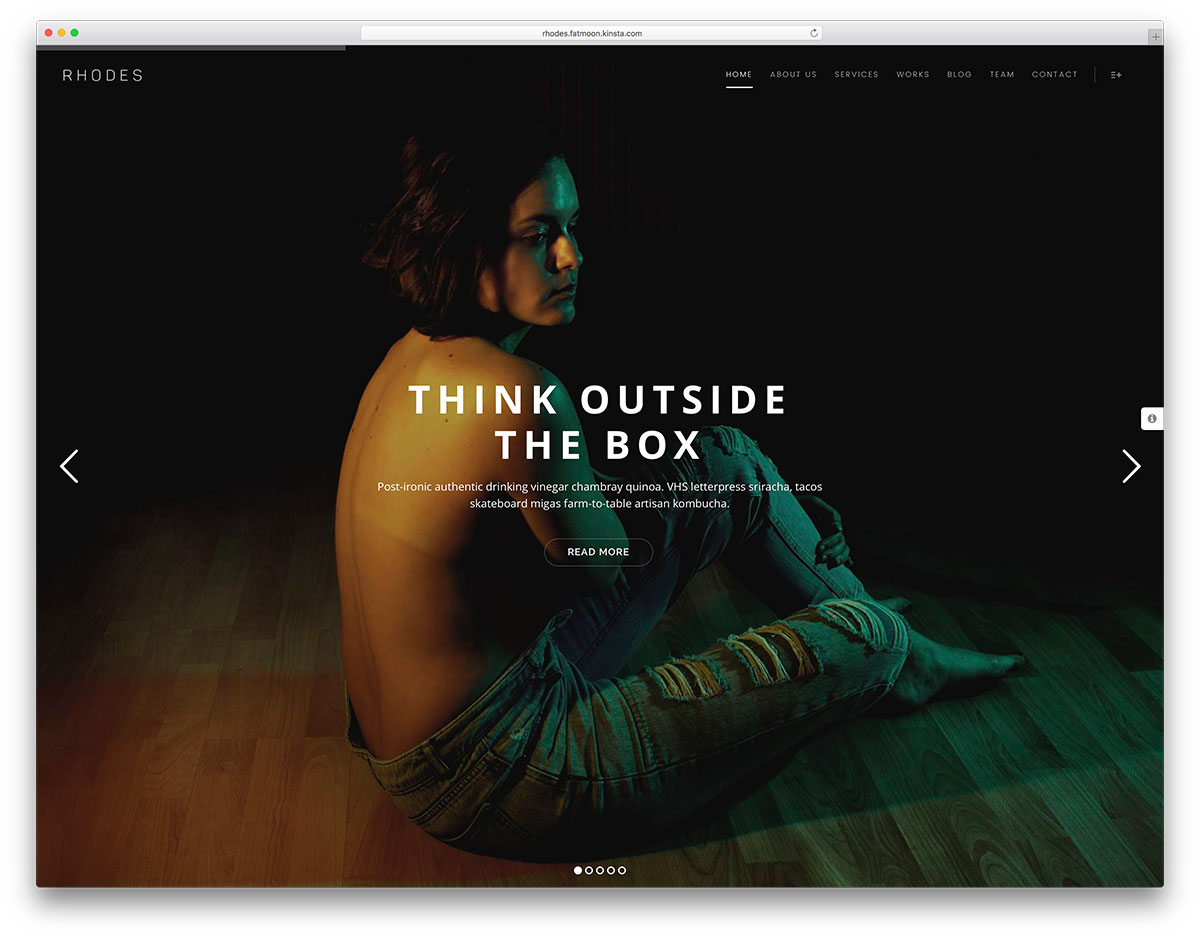 rhodes.fatmoon.kinsta.com
RHODES
HOME ABOUT US SERVICES WORKS BLOG TEAM CONTACT
THINK OUTSIDE
THE BOX
Post-ironic authentic drinking vinegar chambray quinoa. VHS letterpress sriracha, tacos
skateboard migas farm-to-table artisan kombucha.
READ MORE